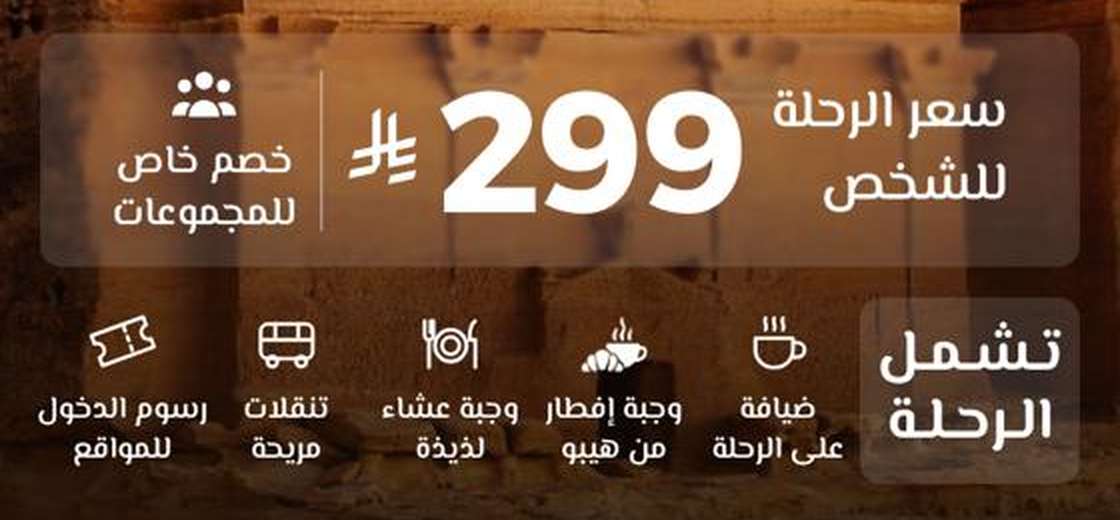 سعر الرحلة
للشخص
299 ⃁
خصم خاص
للمجموعات
تشمل
الرحلة
ضيافة
على الرحلة
وجبة إفطار
من هيبو
وجبة عشاء
لذيذة
تنقلات
مريحة
رسوم الدخول
للمواقع